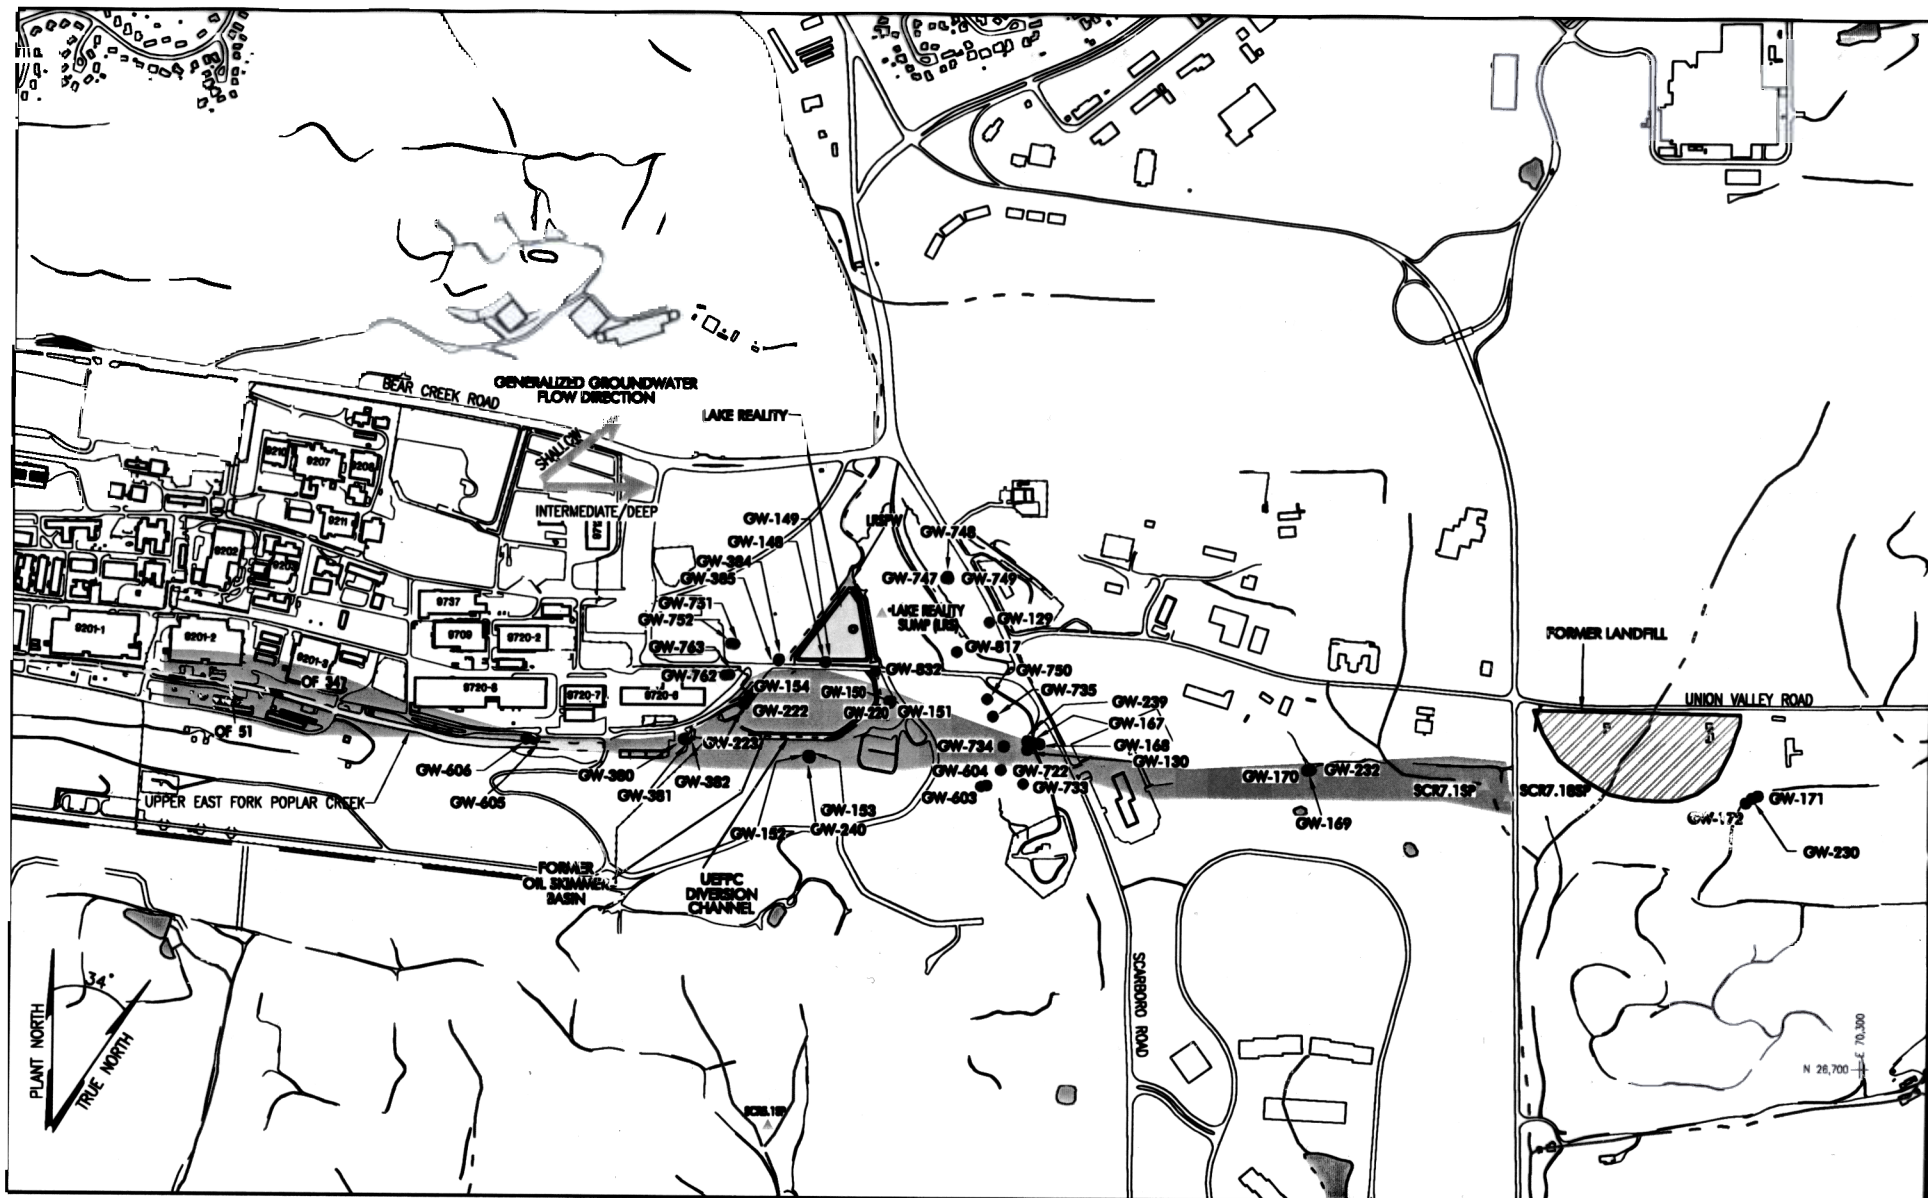 BEAR CREEK ROAD
GENERALIZED GROUNDWATER
FLOW DIRECTION
LAKE REALITY
SHALLOW
INTERMEDIATE/DEEP
9210
9207
9208
9211
9202
9203
9737
9709
9720-2
9201-1
9201-2
9201-3
9720-5
9720-7
9720-6
OF 51
GW-149
GW-148
GW-384
GW-385
GW-751
GW-752
GW-763
GW-762
GW-748
GW-747
GW-749
LAKE REALITY
SUMP (LRS)
GW-129
GW-817
GW-832
GW-750
GW-735
GW-154
GW-150
GW-222
GW-220
GW-151
GW-223
GW-239
GW-167
GW-168
GW-130
GW-734
GW-604
GW-722
GW-603
GW-733
GW-606
GW-605
GW-380
GW-381
GW-382
GW-153
GW-152
GW-240
GW-170
GW-232
GW-169
SCR7.1SP
SCR7.18SP
FORMER LANDFILL
UNION VALLEY ROAD
GW-171
GW-172
GW-230
UPPER EAST FORK POPLAR CREEK
FORMER
OIL SKIMMER
BASIN
UEFPC
DIVERSION
CHANNEL
SCARBORO ROAD
34°
PLANT NORTH
TRUE NORTH
E 70,300
N 26,700